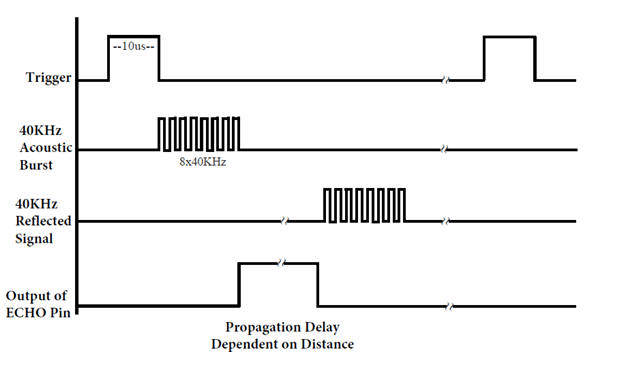 --10us--
Trigger
40KHz
Acoustic
Burst
8x40KHz
40KHz
Reflected
Signal
Output of
ECHO Pin
Propagation Delay
Dependent on Distance